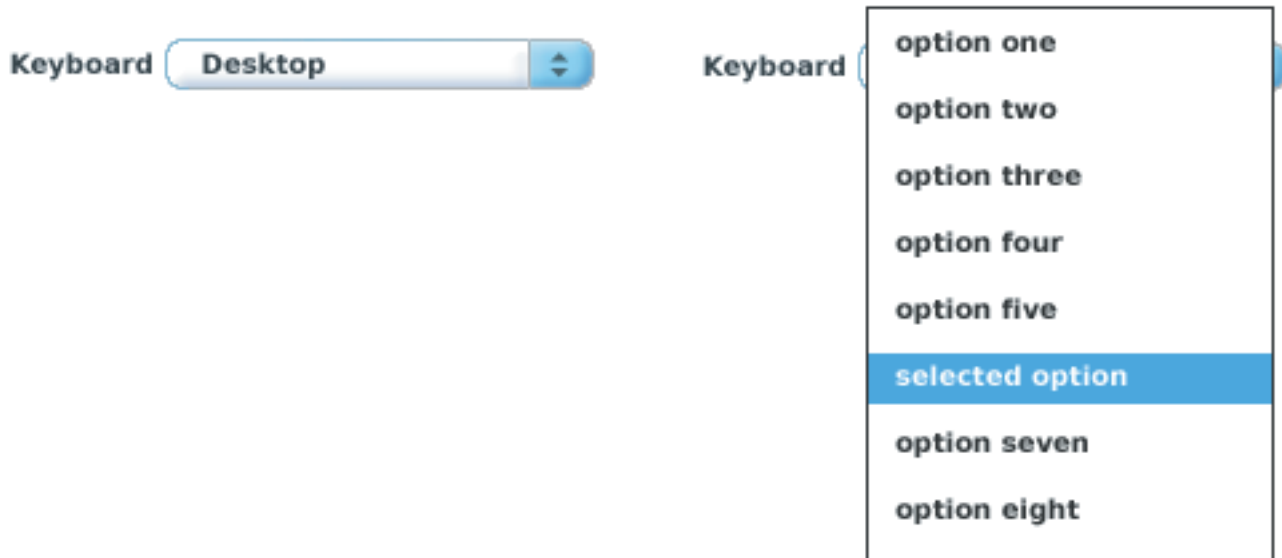 Keyboard Desktop
Keyboard
option one
option two
option three
option four
option five
selected option
option seven
option eight